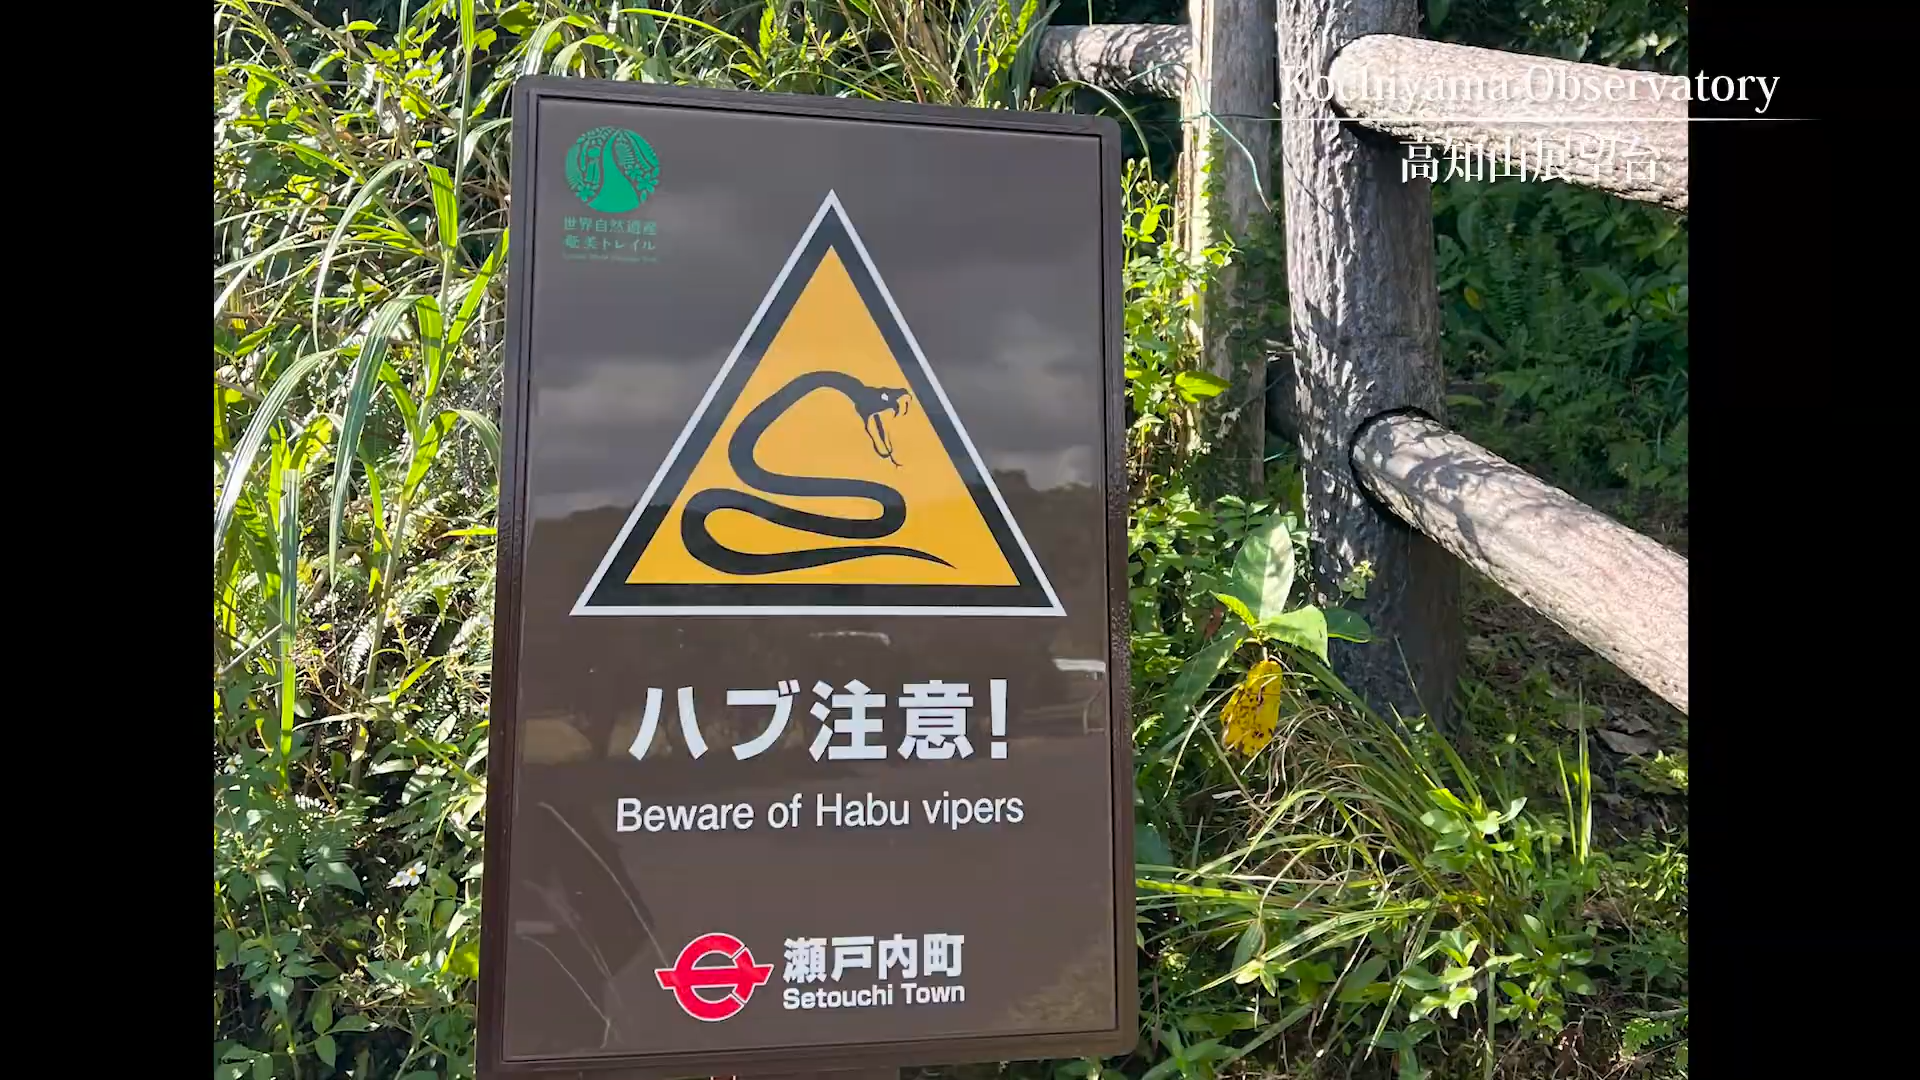 Kochiyama Observatory
高知山展望台
世界自然遺産
奄美トレイル
ハブ注意!
Beware of Habu vipers
瀬戸内町
Setouchi Town